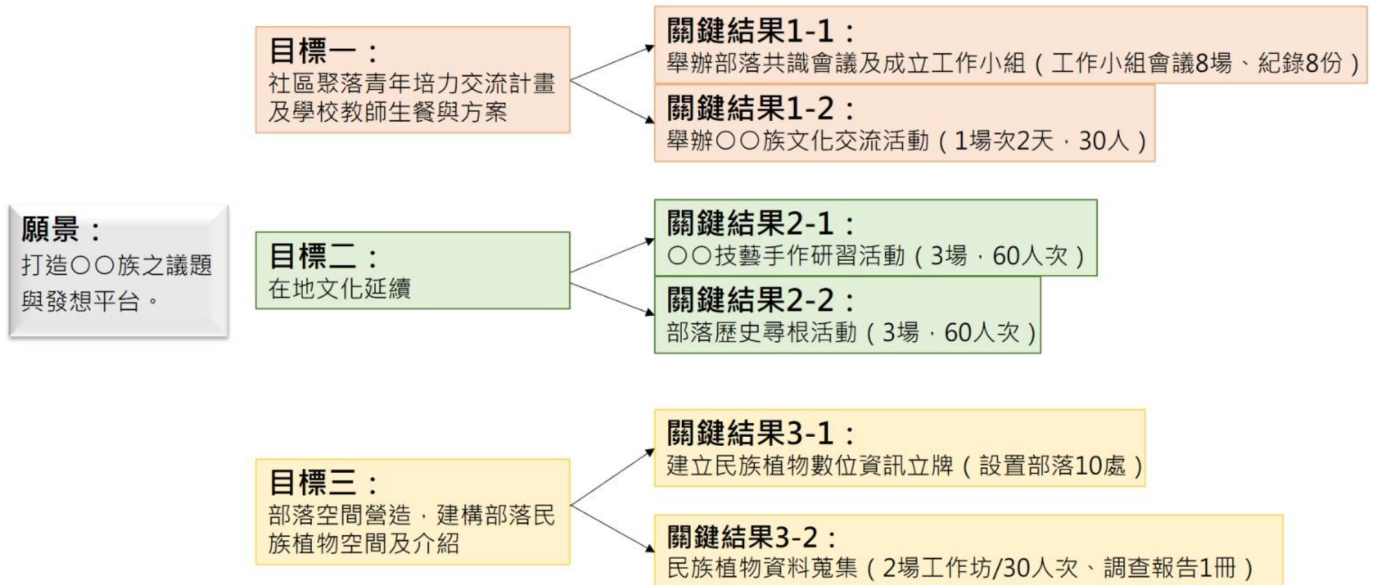 願景：
打造○○族之議題
與發想平台。
目標一：
社區聚落青年培力交流計畫
及學校教師生餐與方案
關鍵結果1-1：
舉辦部落共識會議及成立工作小組（工作小組會議8場、紀錄8份）
關鍵結果1-2：
舉辦○○族文化交流活動（1場次2天，30人）
目標二：
在地文化延續
關鍵結果2-1：
○○技藝手作研習活動（3場，60人次）
關鍵結果2-2：
部落歷史尋根活動（3場，60人次）
目標三：
部落空間營造，建構部落民
族植物空間及介紹
關鍵結果3-1：
建立民族植物數位資訊立牌（設置部落10處）
關鍵結果3-2：
民族植物資料蒐集（2場工作坊/30人次、調查報告1冊）